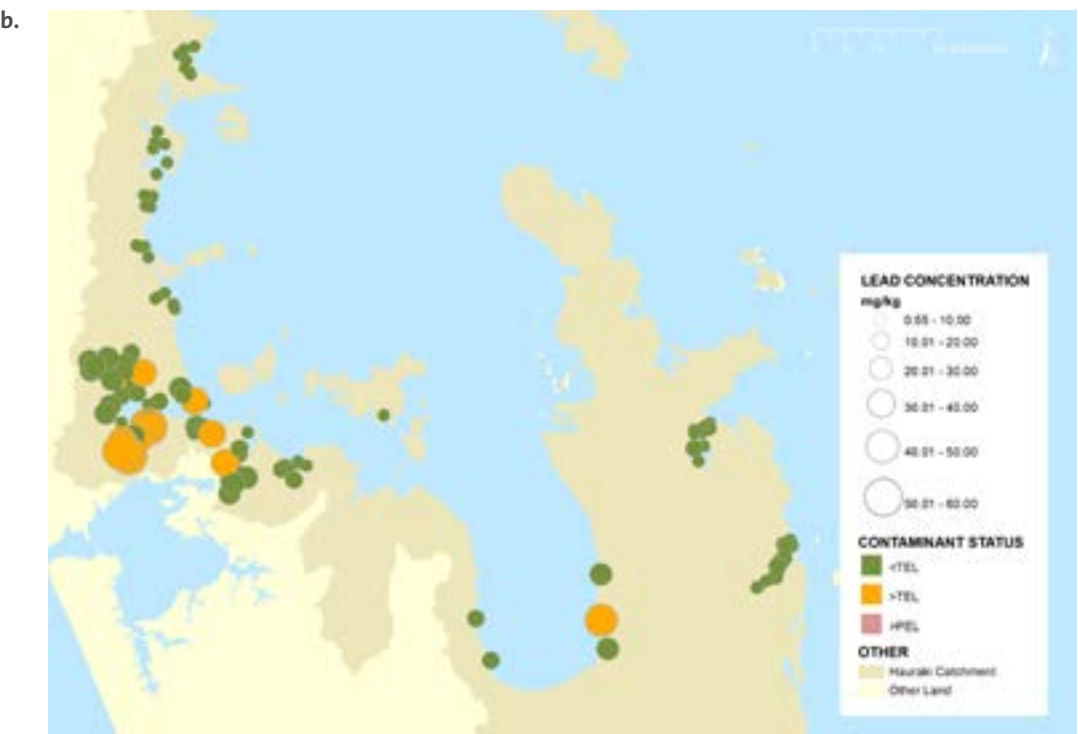 b.
LEAD CONCENTRATION
mg/kg
0.55 - 10.00
10.01 - 20.00
20.01 - 30.00
30.01 - 40.00
40.01 - 50.00
50.01 - 60.00
CONTAMINANT STATUS
<TEL
>TEL
>PEL
OTHER
Hauraki Catchment
Other Land